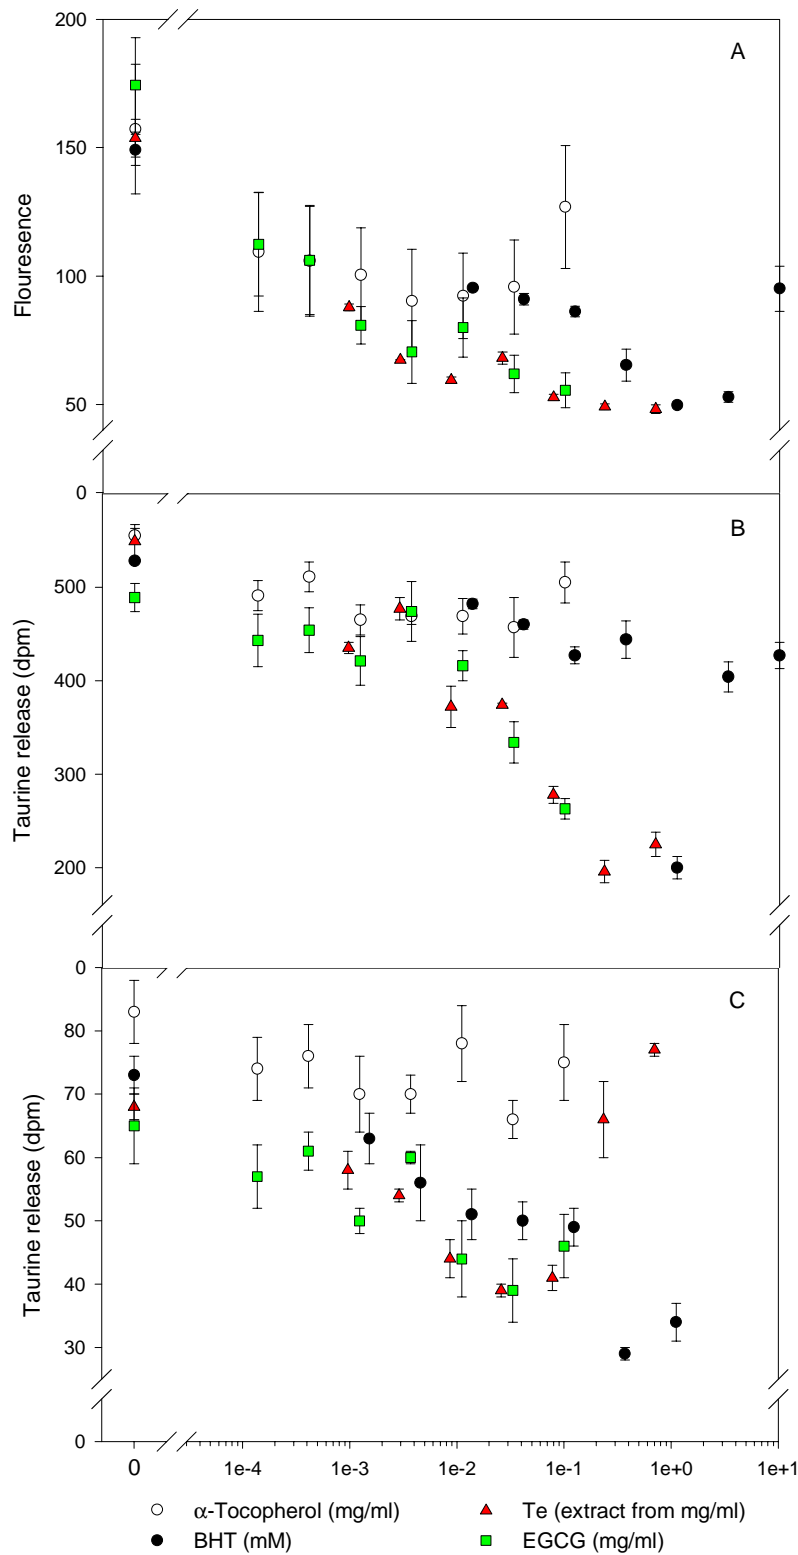 200
A
150
Flouresence
100
50
0
B
500
Taurine release (dpm)
400
300
200
0
C
80
70
Taurine release (dpm)
60
50
40
30
0
0 1e-4 1e-3 1e-2 1e-1 1e+0 1e+1
α-Tocopherol (mg/ml) Te (extract from mg/ml)
BHT (mM) EGCG (mg/ml)